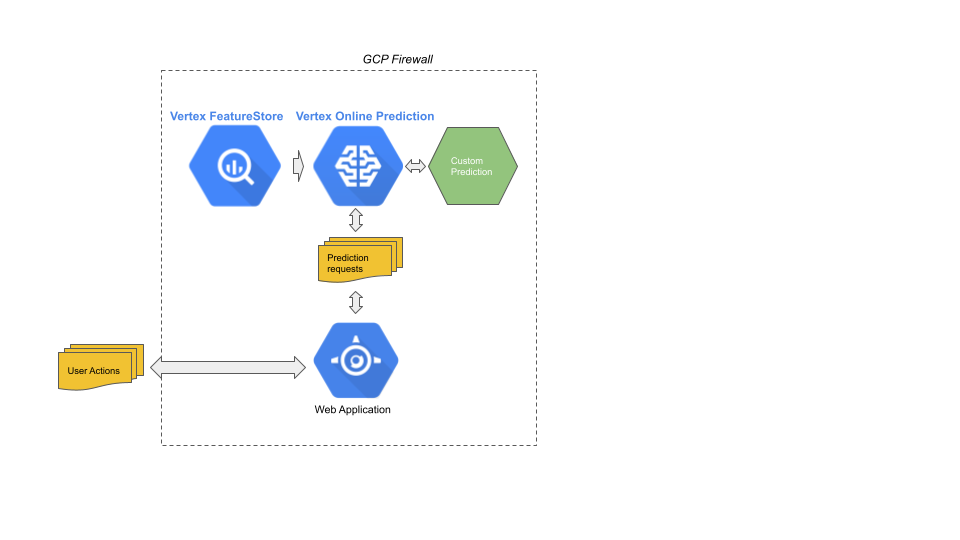 GCP Firewall
Vertex FeatureStore
Vertex Online Prediction
Custom
Prediction
Prediction
requests
User Actions
Web Application